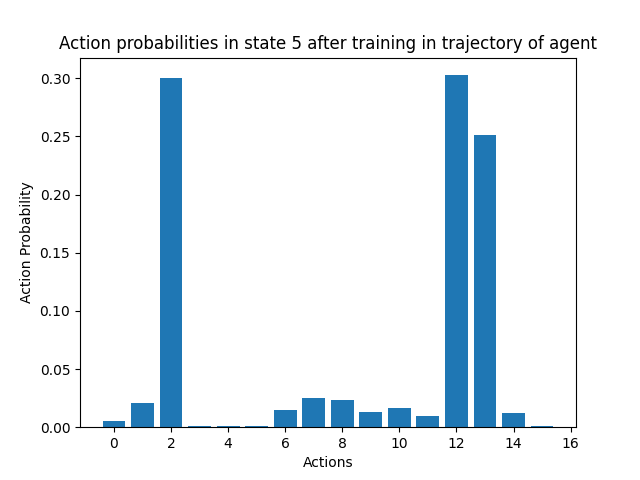 Action probabilities in state 5 after training in trajectory of agent
0.30
0.25
0.20
0.15
0.10
0.05
0.00
Action Probability
0 2 4 6 8 10 12 14 16
Actions